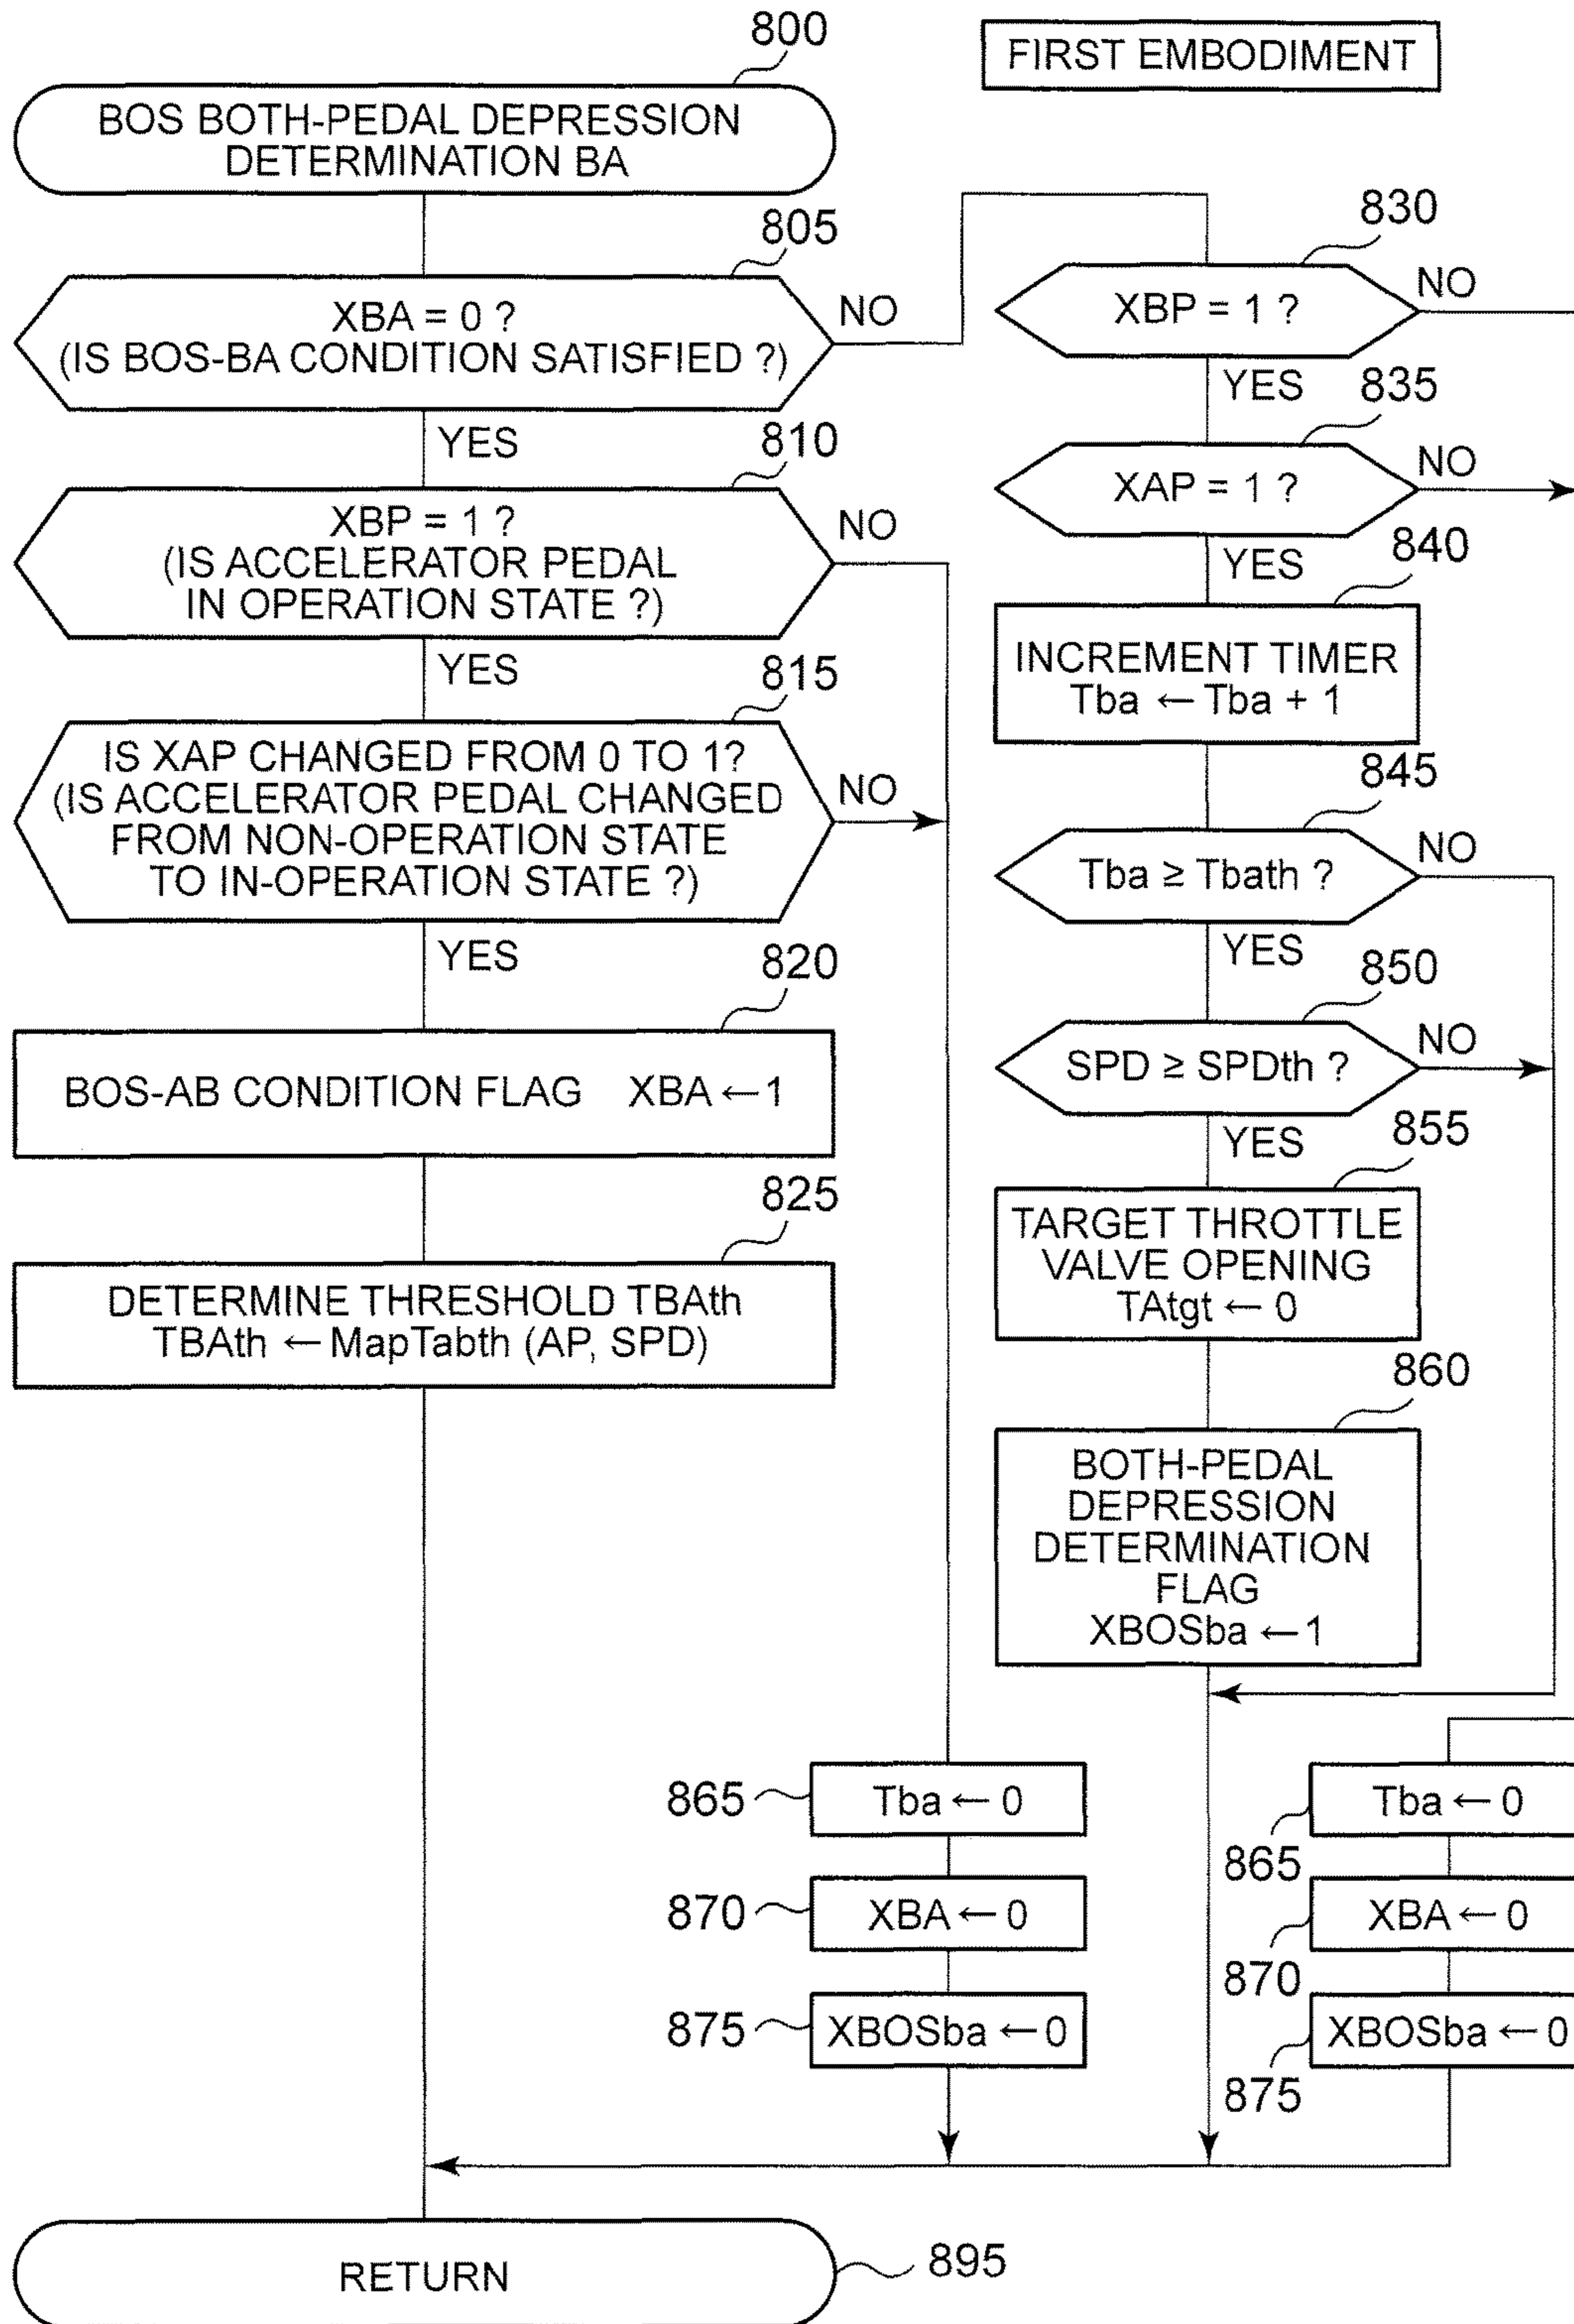 800
FIRST EMBODIMENT
BOS BOTH-PEDAL DEPRESSION
DETERMINATION BA
805
XBA = 0 ?
(IS BOS-BA CONDITION SATISFIED ?)
NO
YES
810
XBP = 1 ?
(IS ACCELERATOR PEDAL
IN OPERATION STATE ?)
NO
YES
815
IS XAP CHANGED FROM 0 TO 1?
(IS ACCELERATOR PEDAL CHANGED
FROM NON-OPERATION STATE
TO IN-OPERATION STATE ?)
NO
YES
820
BOS-AB CONDITION FLAG XBA ← 1
825
DETERMINE THRESHOLD TBAth
TBAth ← MapTabth (AP, SPD)
830
XBP = 1 ?
NO
YES
835
XAP = 1 ?
NO
YES
840
INCREMENT TIMER
Tba ← Tba + 1
845
Tba ≥ Tbath ?
NO
YES
850
SPD ≥ SPDth ?
NO
YES
855
TARGET THROTTLE
VALVE OPENING
TAtgt ← 0
860
BOTH-PEDAL
DEPRESSION
DETERMINATION
FLAG
XBOSba ← 1
865
Tba ← 0
870
XBA ← 0
875
XBOSba ← 0
Tba ← 0
865
XBA ← 0
870
XBOSba ← 0
875
RETURN
895